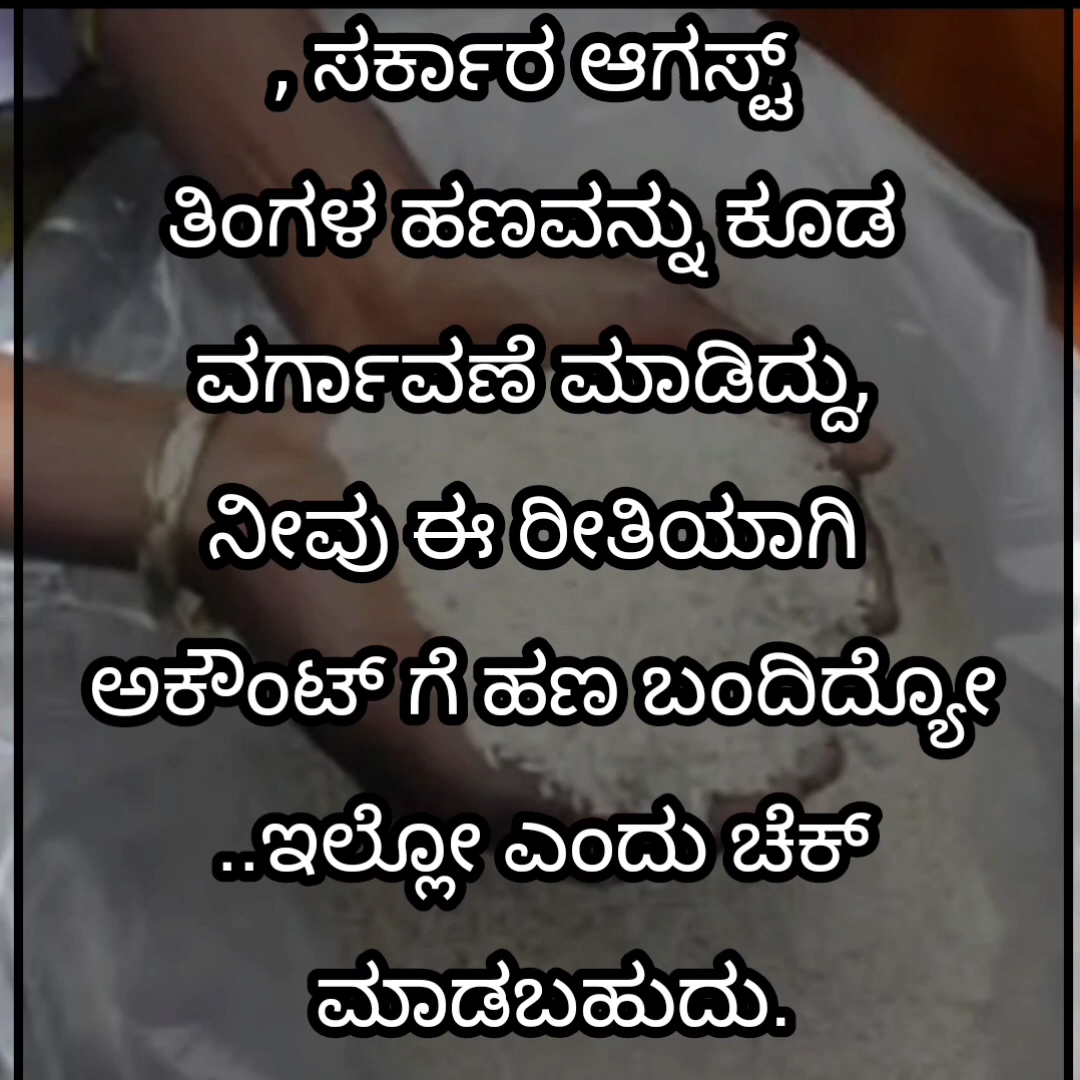 , ಸರ್ಕಾರ ಆಗಸ್ಟ್
ತಿಂಗಳ ಹಣವನ್ನು ಕೂಡ
ವರ್ಗಾವಣೆ ಮಾಡಿದ್ದು,
ನೀವು ಈ ರೀತಿಯಾಗಿ
ಅಕೌಂಟ್ ಗೆ ಹಣ ಬಂದಿದ್ಯೋ
..ಇಲ್ಲೋ ಎಂದು ಚೆಕ್
ಮಾಡಬಹುದು.